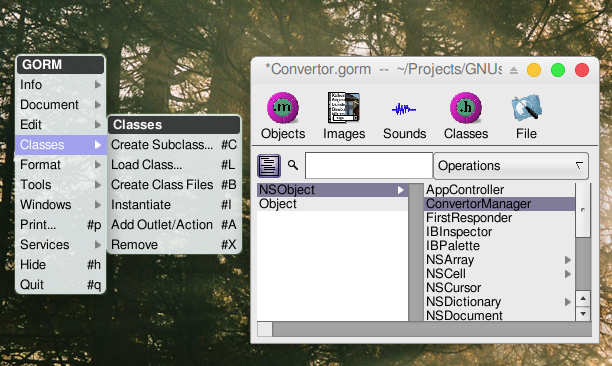 GORM
Info
Document
Edit
Classes
Format
Tools
Windows
Print... #p
Services
Hide #h
Quit #q
Classes
Create Subclass... #C
Load Class... #L
Create Class Files #B
Instantiate #I
Add Outlet/Action #A
Remove #X
*Convertor.gorm -- ~/Projects/GNUs
.m
.h
Objects Images Sounds Classes File
Operations
NSObject
Object
AppController
ConvertorManager
FirstResponder
IBInspector
IBPalette
NSArray
NSCell
NSCursor
NSDictionary
NSDocument